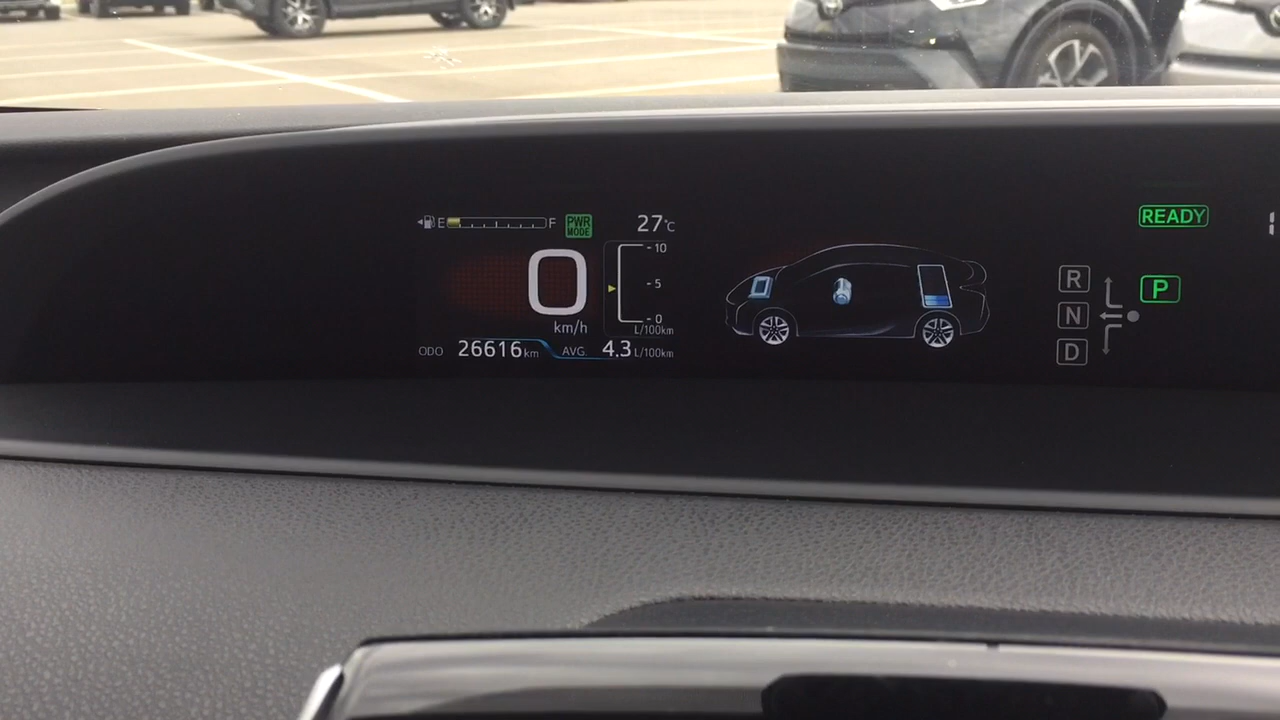 E F PWR MODE 27°C
10
5
0
L/100km
0
km/h
ODO 26616km AVG. 4.3 L/100km
READY
R
N
D
P